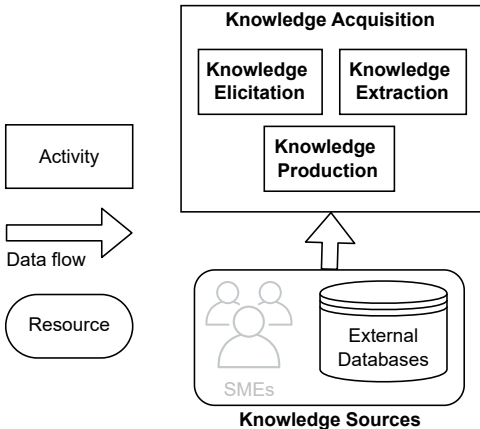 Knowledge Acquisition
Knowledge
Elicitation
Knowledge
Extraction
Knowledge
Production
Activity
Data flow
Resource
SMEs
External
Databases
Knowledge Sources